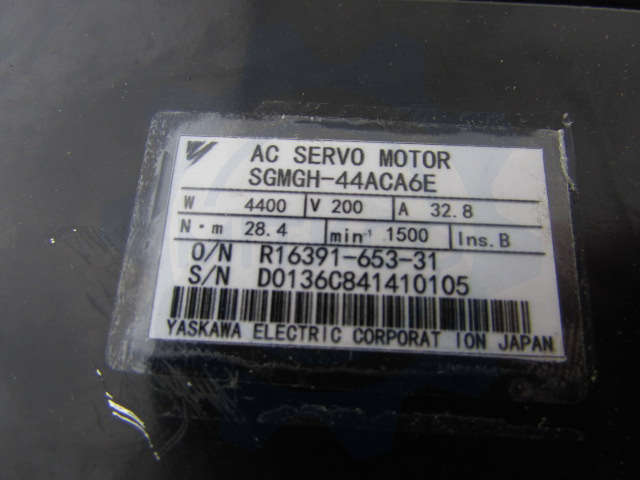 AC SERVO MOTOR
SGMGH-44ACA6E
W 4400 V 200 A 32.8
N·m 28.4 min⁻¹ 1500 Ins.B
O/N R16391-653-31
S/N D0136C841410105
YASKAWA ELECTRIC CORPORAT ION JAPAN